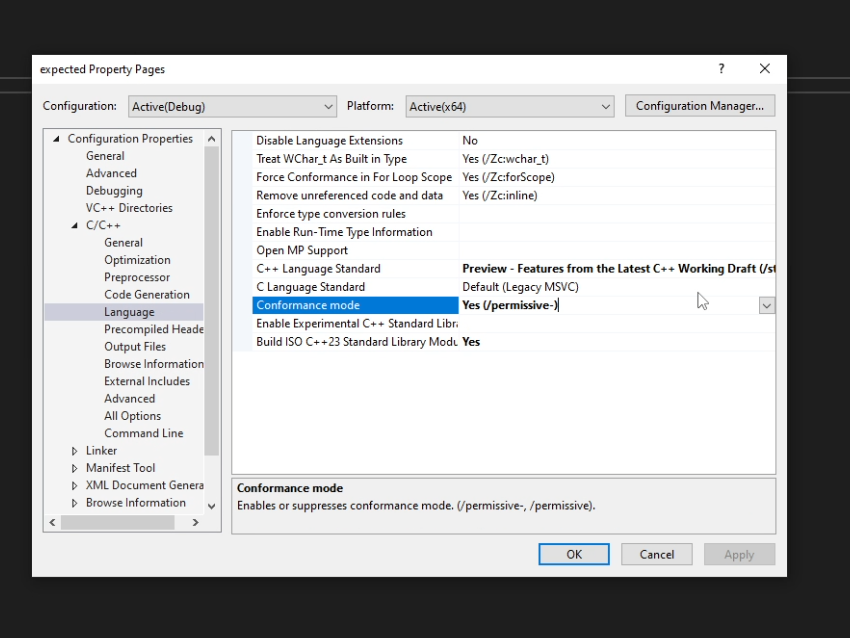 expected Property Pages
?
Configuration: Active(Debug) Platform: Active(x64) Configuration Manager...
Configuration Properties
General
Advanced
Debugging
VC++ Directories
C/C++
General
Optimization
Preprocessor
Code Generation
Language
Precompiled Heade
Output Files
Browse Information
External Includes
Advanced
All Options
Command Line
Linker
Manifest Tool
XML Document Genera
Browse Information
Disable Language Extensions No
Treat WChar_t As Built in Type Yes (/Zc:wchar_t)
Force Conformance in For Loop Scope Yes (/Zc:forScope)
Remove unreferenced code and data Yes (/Zc:inline)
Enforce type conversion rules
Enable Run-Time Type Information
Open MP Support
C++ Language Standard Preview - Features from the Latest C++ Working Draft (/st
C Language Standard Default (Legacy MSVC)
Conformance mode Yes (/permissive-)
Enable Experimental C++ Standard Libra
Build ISO C++23 Standard Library Modu Yes
Conformance mode
Enables or suppresses conformance mode. (/permissive-, /permissive).
OK Cancel Apply